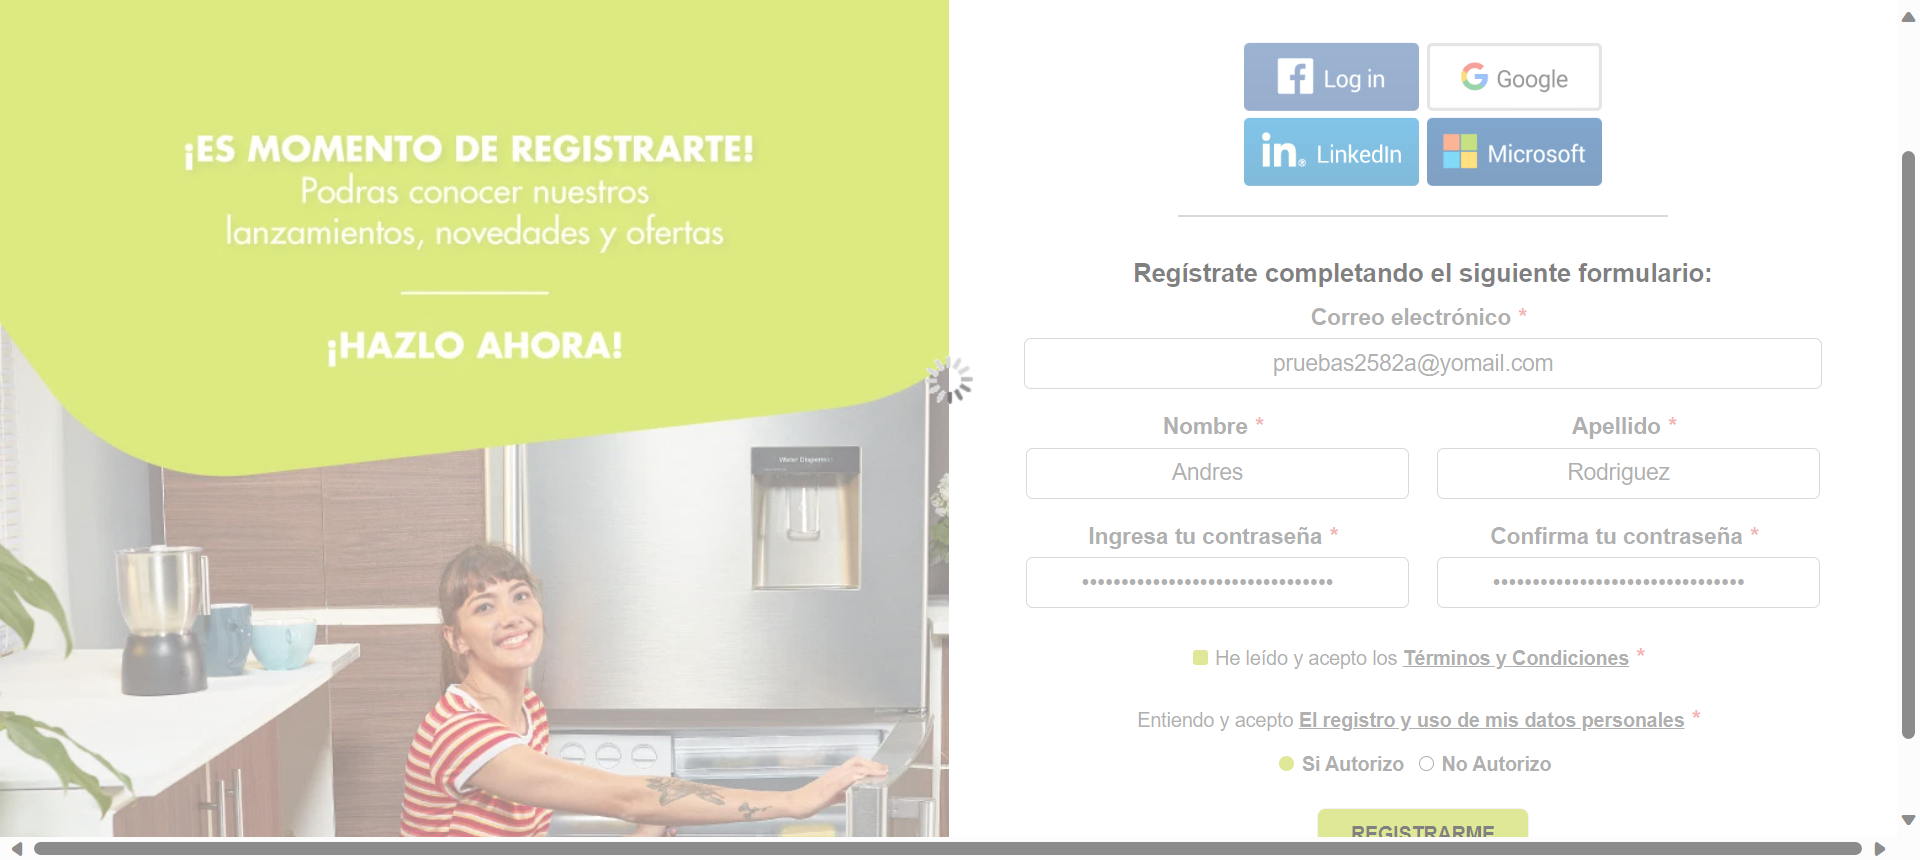 ¡ES MOMENTO DE REGISTRARTE!
Podras conocer nuestros
lanzamientos, novedades y ofertas
¡HAZLO AHORA!
Water Dispenser
Log in
Google
in® LinkedIn
Microsoft
Regístrate completando el siguiente formulario:
Correo electrónico *
pruebas2582a@yomail.com
Nombre *
Apellido *
Andres
Rodriguez
Ingresa tu contraseña *
Confirma tu contraseña *
He leído y acepto los Términos y Condiciones *
Entiendo y acepto El registro y uso de mis datos personales *
Si Autorizo
No Autorizo
REGISTRARME